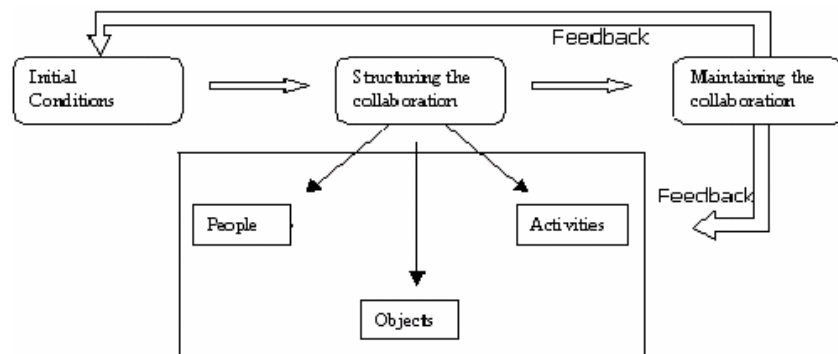 Feedback
Initial
Conditions
Structuring the
collaboration
Maintaining the
collaboration
Feedback
People
Activities
Objects